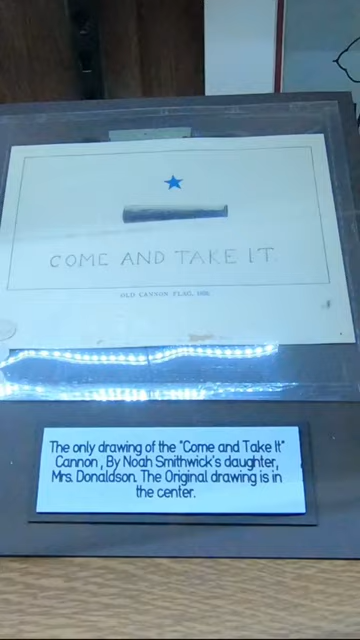 COME AND TAKE IT
OLD CANNON FLAG, 1835.
The only drawing of the "Come and Take It"
Cannon, By Noah Smithwick's daughter,
Mrs. Donaldson. The Original drawing is in
the center.